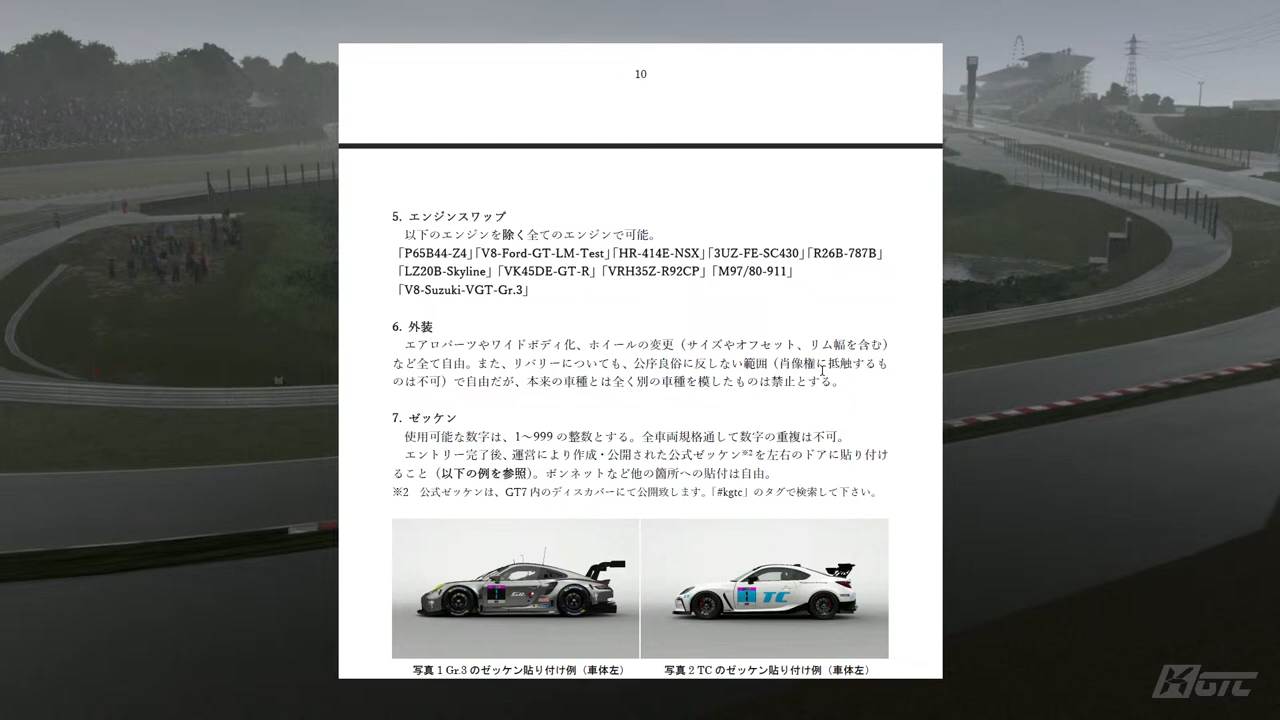 10
5. エンジンスワップ
以下のエンジンを除く全てのエンジンで可能。
「P65B44-Z4」「V8-Ford-GT-LM-Test」「HR-414E-NSX」「3UZ-FE-SC430」「R26B-787B」
「LZ20B-Skyline」「VK45DE-GT-R」「VRH35Z-R92CP」「M97/80-911」
「V8-Suzuki-VGT-Gr.3」
6. 外装
エアロパーツやワイドボディ化、ホイールの変更（サイズやオフセット、リム幅を含む）
など全て自由。また、リバリーについても、公序良俗に反しない範囲（肖像権に抵触するも
のは不可）で自由だが、本来の車種とは全く別の車種を模したものは禁止とする。
7. ゼッケン
使用可能な数字は、1～999 の整数とする。全車両規格通して数字の重複は不可。
エントリー完了後、運営により作成・公開された公式ゼッケン※2を左右のドアに貼り付け
ること（以下の例を参照）。ボンネットなど他の箇所への貼付は自由。
※2　公式ゼッケンは、GT7 内のディスカバーにて公開致します。「#kgtc」のタグで検索して下さい。
TC
写真 1 Gr.3 のゼッケン貼り付け例（車体左）
写真 2 TC のゼッケン貼り付け例（車体左）
KGTC